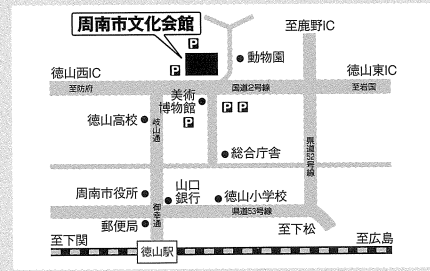 周南市文化会館
至鹿野IC
P
動物園
P
徳山西IC
徳山東IC
至防府
国道2号線
至岩国
美術
博物館
P P
P
徳山高校
岐山通
総合庁舎
県道52号線
周南市役所
山口
銀行
徳山小学校
御幸通
県道53号線
郵便局
至下松
至下関
至広島
徳山駅